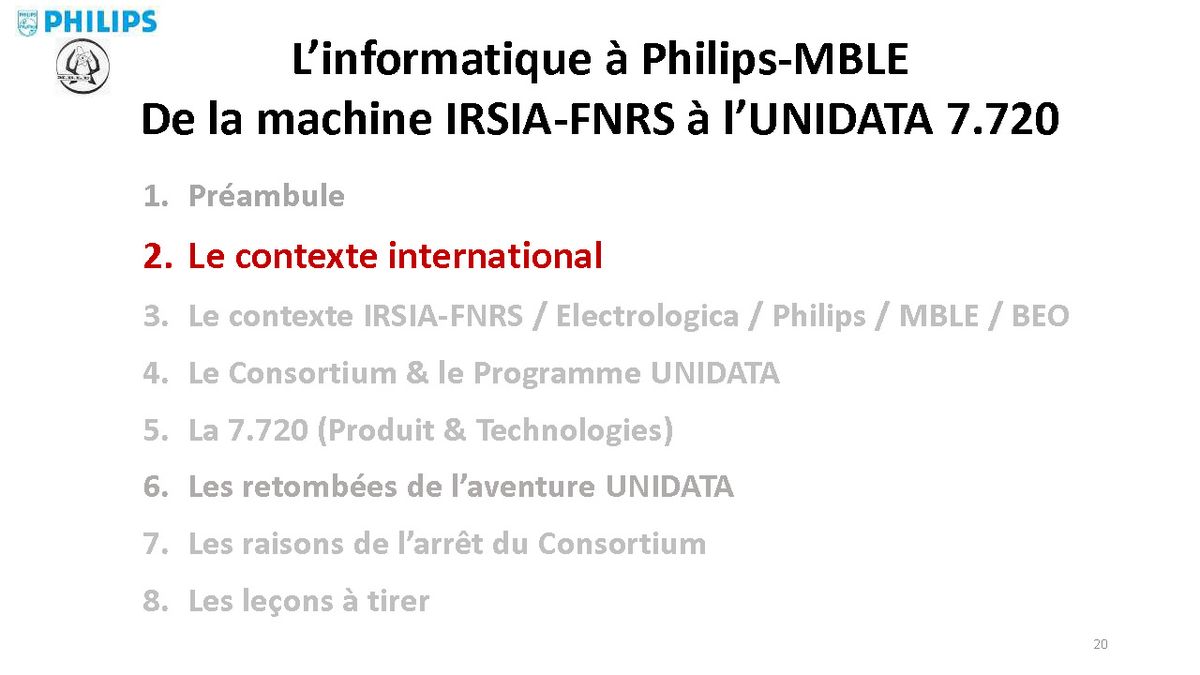 PHILIPS
M.B.L.E
L’informatique à Philips-MBLE
De la machine IRSIA-FNRS à l’UNIDATA 7.720
1. Préambule
2. Le contexte international
3. Le contexte IRSIA-FNRS / Electrologica / Philips / MBLE / BEO
4. Le Consortium & le Programme UNIDATA
5. La 7.720 (Produit & Technologies)
6. Les retombées de l’aventure UNIDATA
7. Les raisons de l’arrêt du Consortium
8. Les leçons à tirer
20